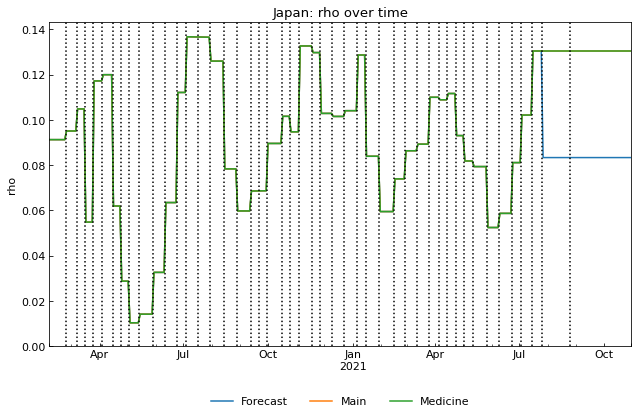 Japan: rho over time
0.14
0.12
0.10
0.08
0.06
0.04
0.02
0.00
rho
Apr Jul Oct Jan Apr Jul Oct
2021
Forecast Main Medicine